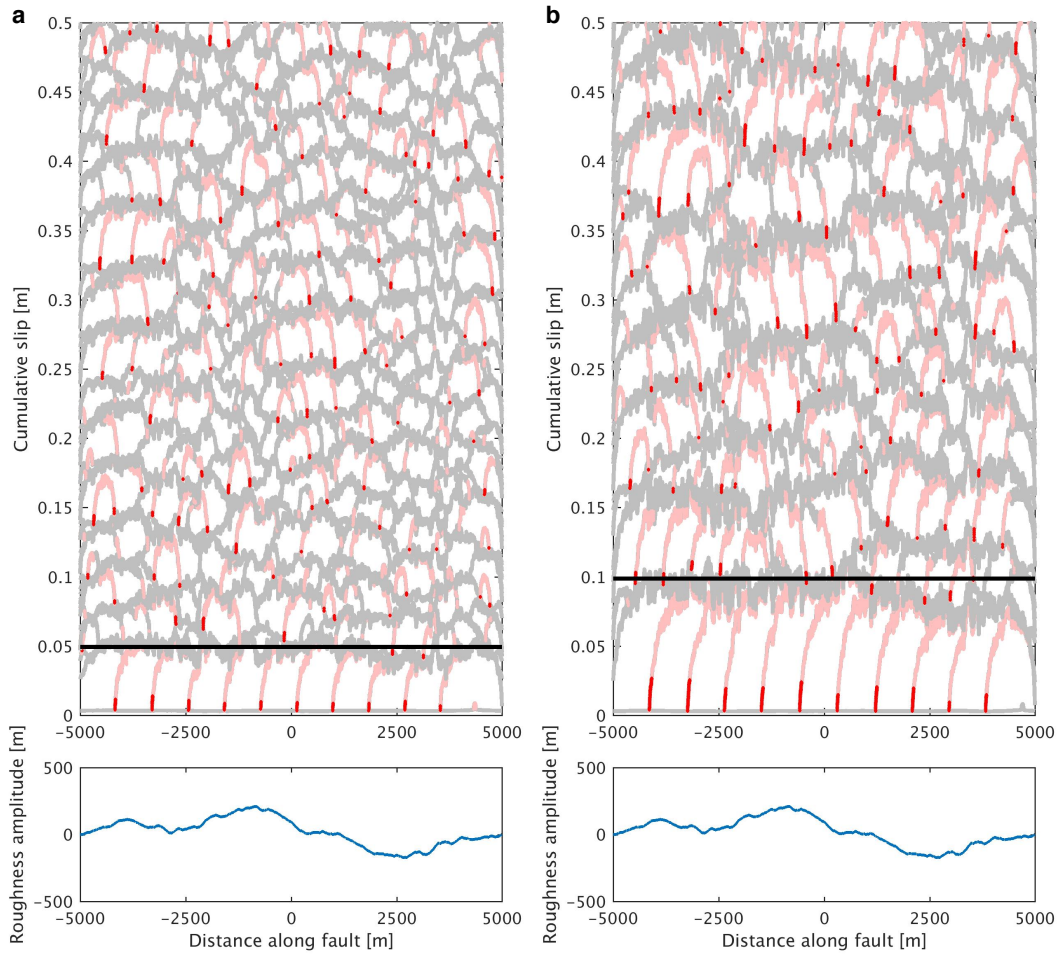 a
Cumulative slip [m]
0.5
0.45
0.4
0.35
0.3
0.25
0.2
0.15
0.1
0.05
0
−5000 −2500 0 2500 5000
Roughness amplitude [m]
500
0
−500
−5000 −2500 0 2500 5000
Distance along fault [m]
b
Cumulative slip [m]
0.5
0.45
0.4
0.35
0.3
0.25
0.2
0.15
0.1
0.05
0
−5000 −2500 0 2500 5000
Roughness amplitude [m]
500
0
−500
−5000 −2500 0 2500 5000
Distance along fault [m]